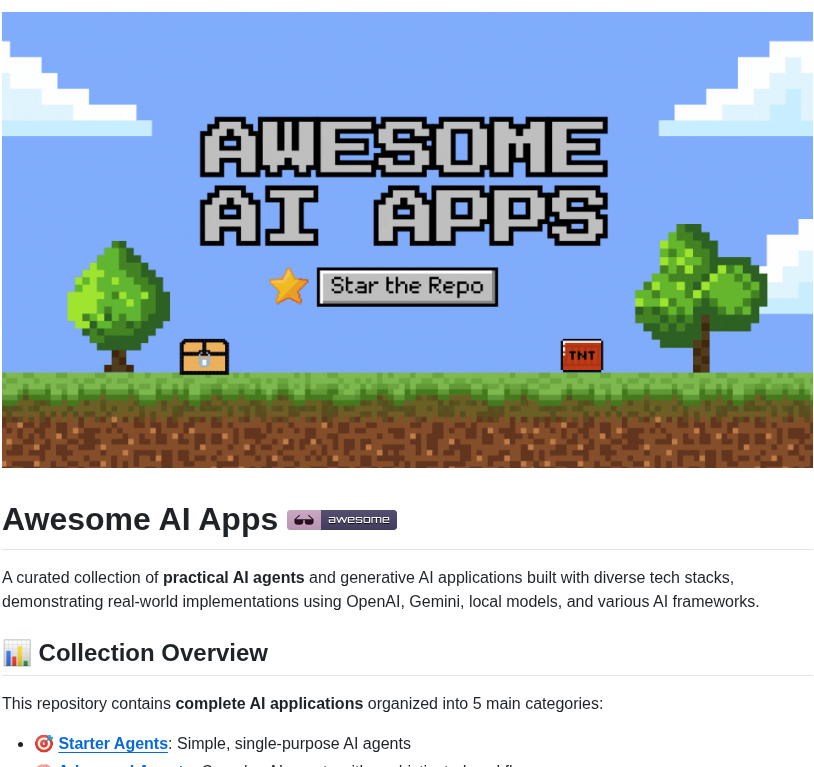 AWESOME
AI APPS
Star the Repo
TNT
Awesome AI Apps awesome
A curated collection of practical AI agents and generative AI applications built with diverse tech stacks,
demonstrating real-world implementations using OpenAI, Gemini, local models, and various AI frameworks.
Collection Overview
This repository contains complete AI applications organized into 5 main categories:
Starter Agents: Simple, single-purpose AI agents